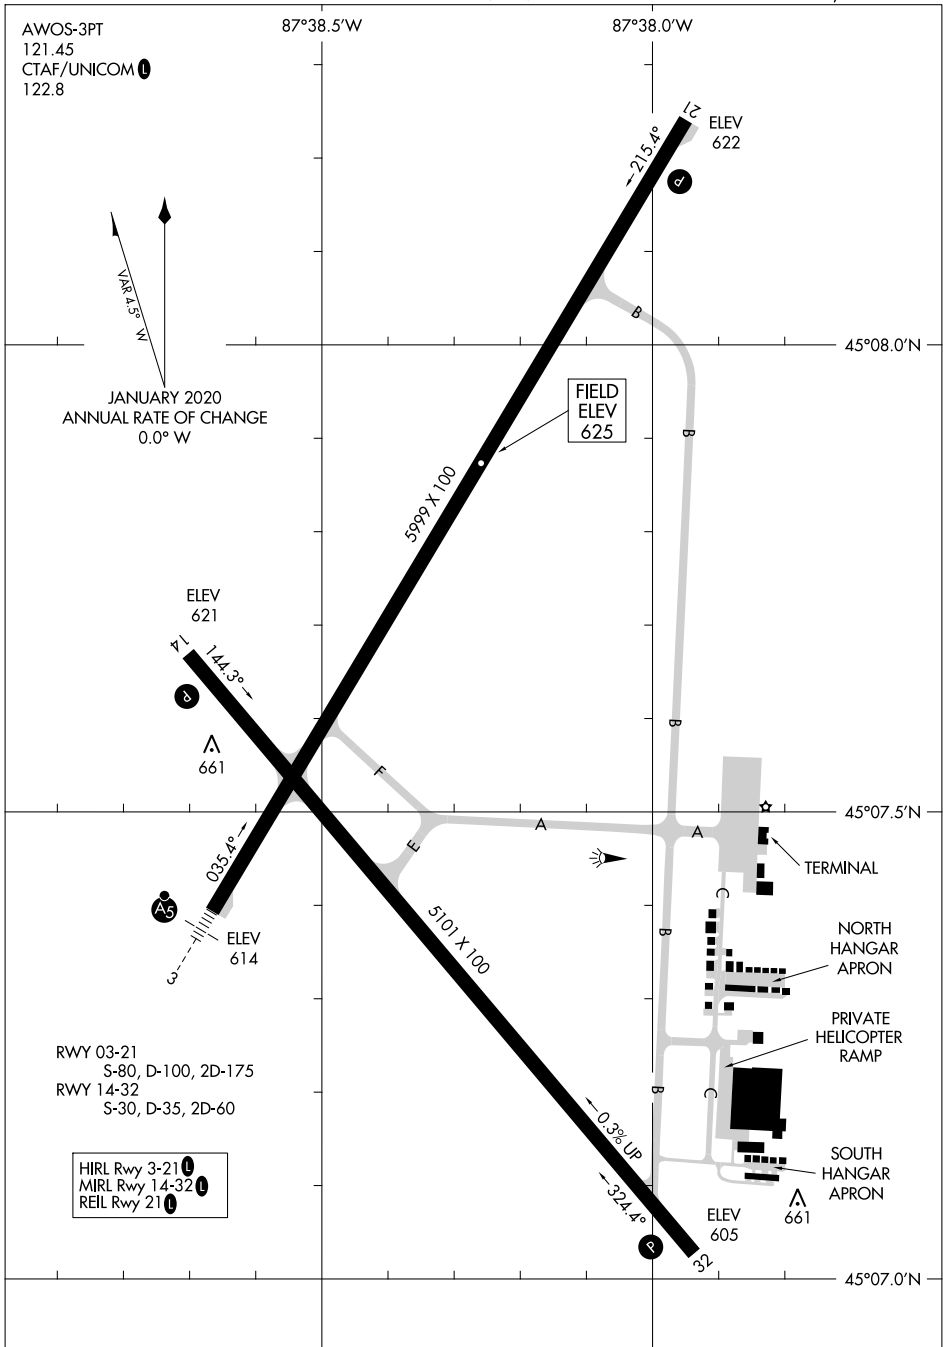 AWOS-3PT
121.45
CTAF/UNICOM L
122.8
87°38.5'W
87°38.0'W
21
ELEV
622
215.4°
P
VAR 4.5° W
B
45°08.0'N
JANUARY 2020
ANNUAL RATE OF CHANGE
0.0° W
FIELD
ELEV
625
B
5999 X 100
ELEV
621
14
144.3°
P
661
B
F
45°07.5'N
A
A
E
035.4°
TERMINAL
C
A5
5101 X 100
B
ELEV
614
3
NORTH
HANGAR
APRON
PRIVATE
HELICOPTER
RAMP
RWY 03-21
S-80, D-100, 2D-175
RWY 14-32
S-30, D-35, 2D-60
B
C
0.3% UP
HIRL Rwy 3-21 L
MIRL Rwy 14-32 L
REIL Rwy 21 L
324.4°
SOUTH
HANGAR
APRON
661
ELEV
605
P
32
45°07.0'N